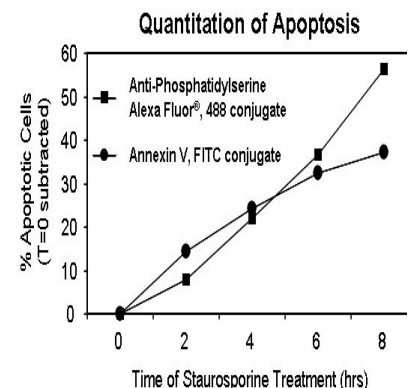 Quantitation of Apoptosis
% Apoptotic Cells
(T=0 subtracted)
60
50
40
30
20
10
0
Anti-Phosphatidylserine
Alexa Fluor®, 488 conjugate
Annexin V, FITC conjugate
0 2 4 6 8
Time of Staurosporine Treatment (hrs)